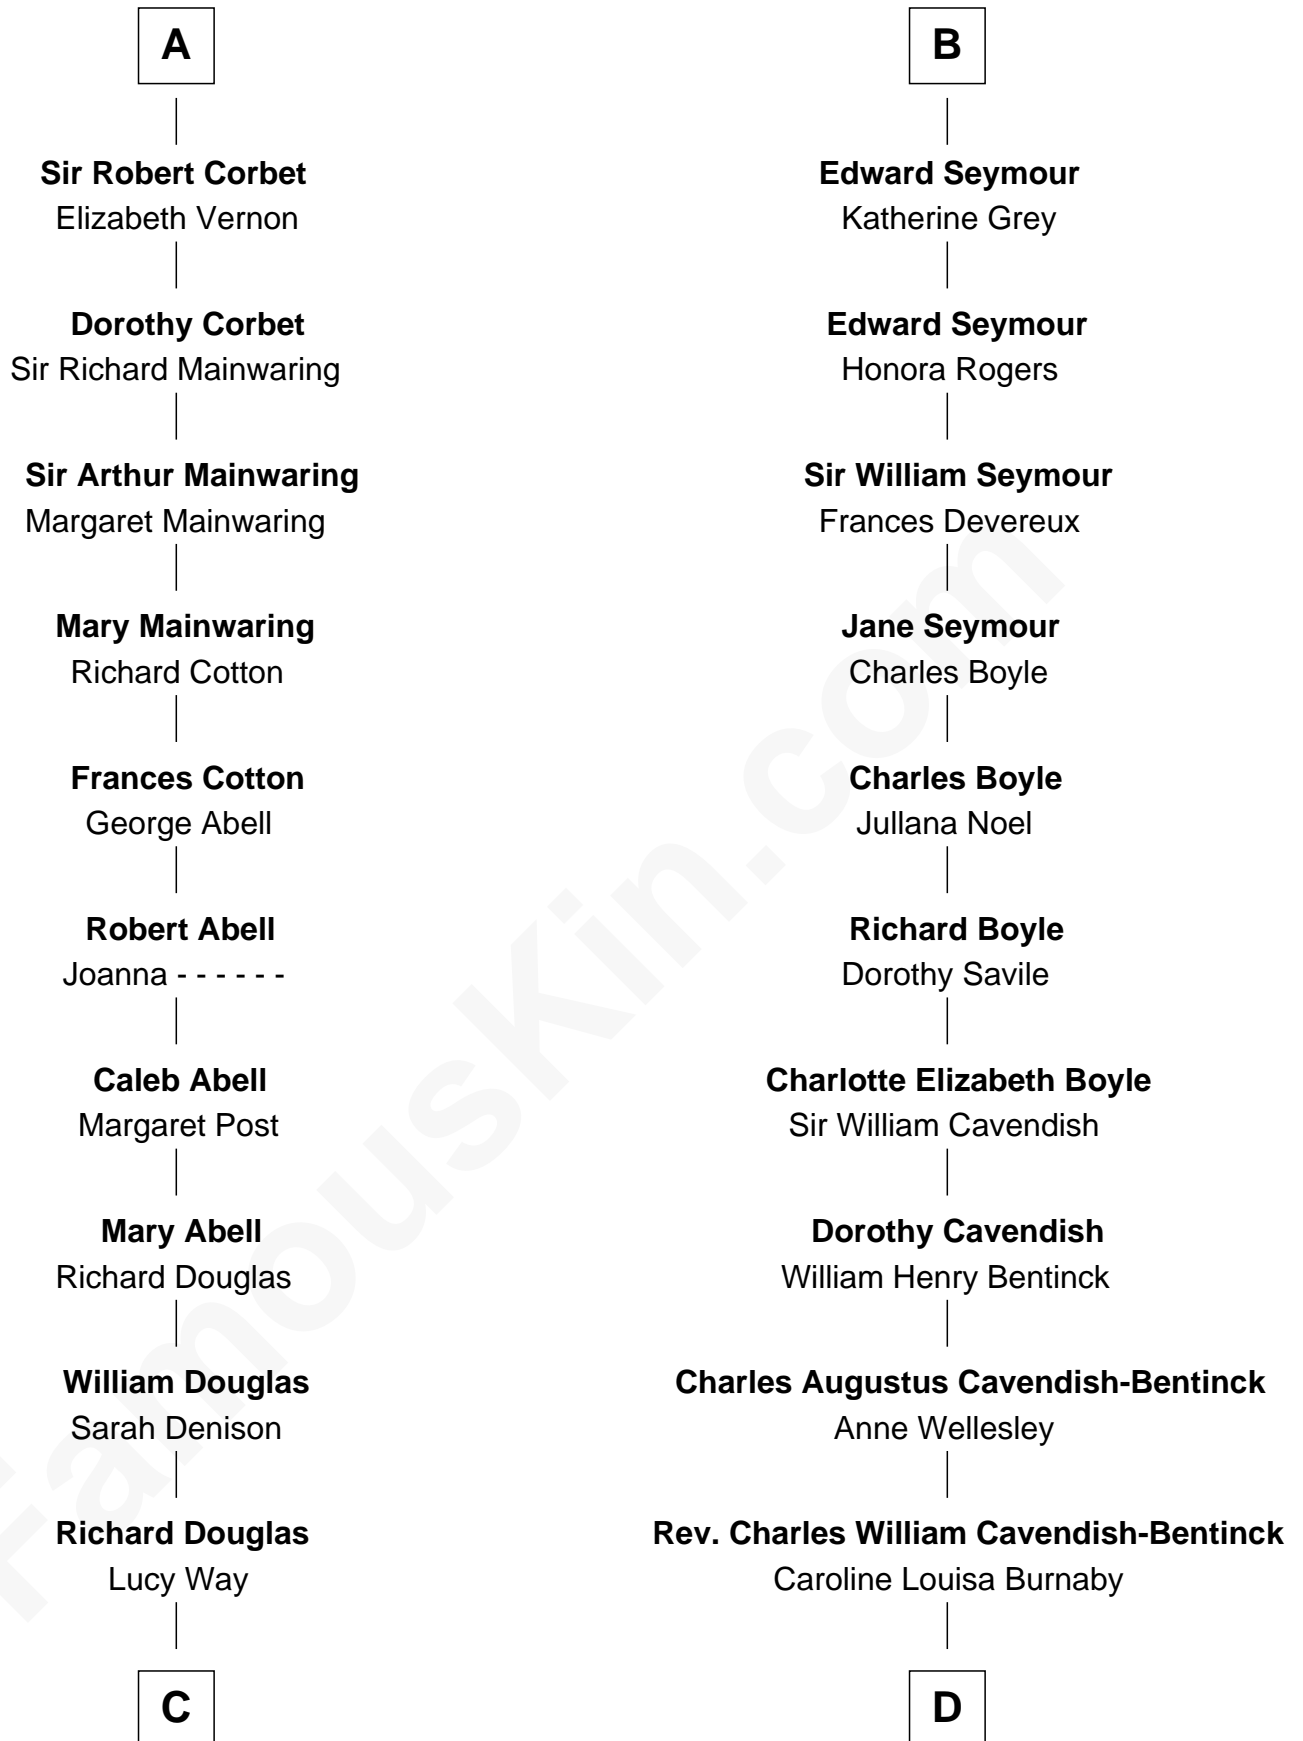 A
Sir Robert Corbet
Elizabeth Vernon
Dorothy Corbet
Sir Richard Mainwaring
Sir Arthur Mainwaring
Margaret Mainwaring
Mary Mainwaring
Richard Cotton
Frances Cotton
George Abell
Robert Abell
Joanna - - - - - -
Caleb Abell
Margaret Post
Mary Abell
Richard Douglas
William Douglas
Sarah Denison
Richard Douglas
Lucy Way
C
B
Edward Seymour
Katherine Grey
Edward Seymour
Honora Rogers
Sir William Seymour
Frances Devereux
Jane Seymour
Charles Boyle
Charles Boyle
Jullana Noel
Richard Boyle
Dorothy Savile
Charlotte Elizabeth Boyle
Sir William Cavendish
Dorothy Cavendish
William Henry Bentinck
Charles Augustus Cavendish-Bentinck
Anne Wellesley
Rev. Charles William Cavendish-Bentinck
Caroline Louisa Burnaby
D
FamousKin.com